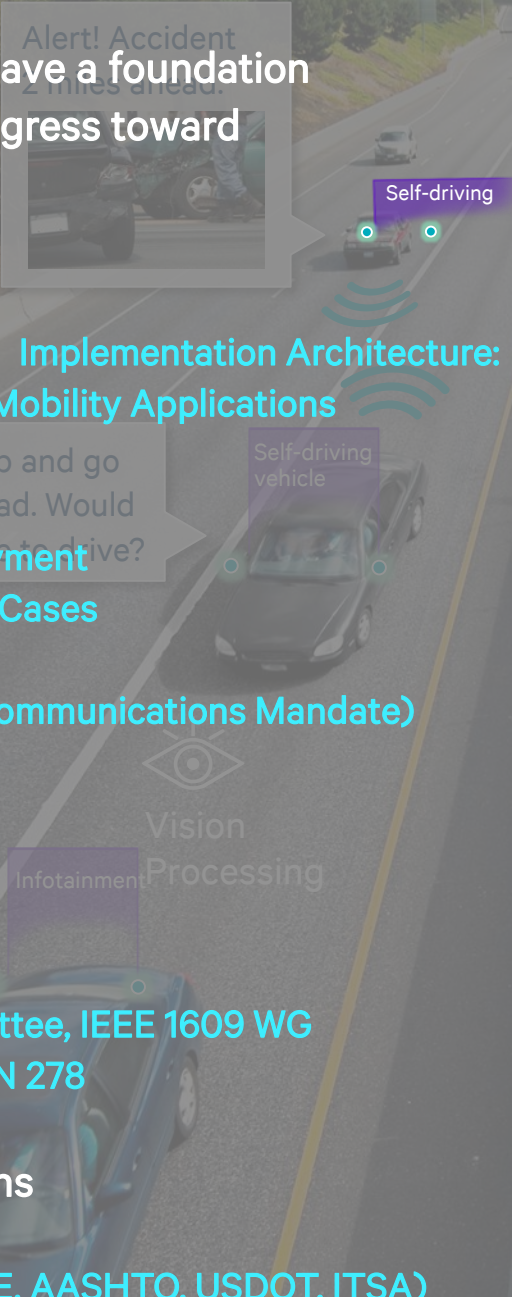 Alert! Accident
ave a foundation
2 miles ahead.
gress toward
Self-driving
Implementation Architecture:
Mobility Applications
Self-driving
vehicle
p and go
ad. Would
to drive?
yment
Cases
ommunications Mandate)
Vision
Processing
Infotainment
ttee, IEEE 1609 WG
N 278
ns
E, AASHTO, USDOT, ITSA)